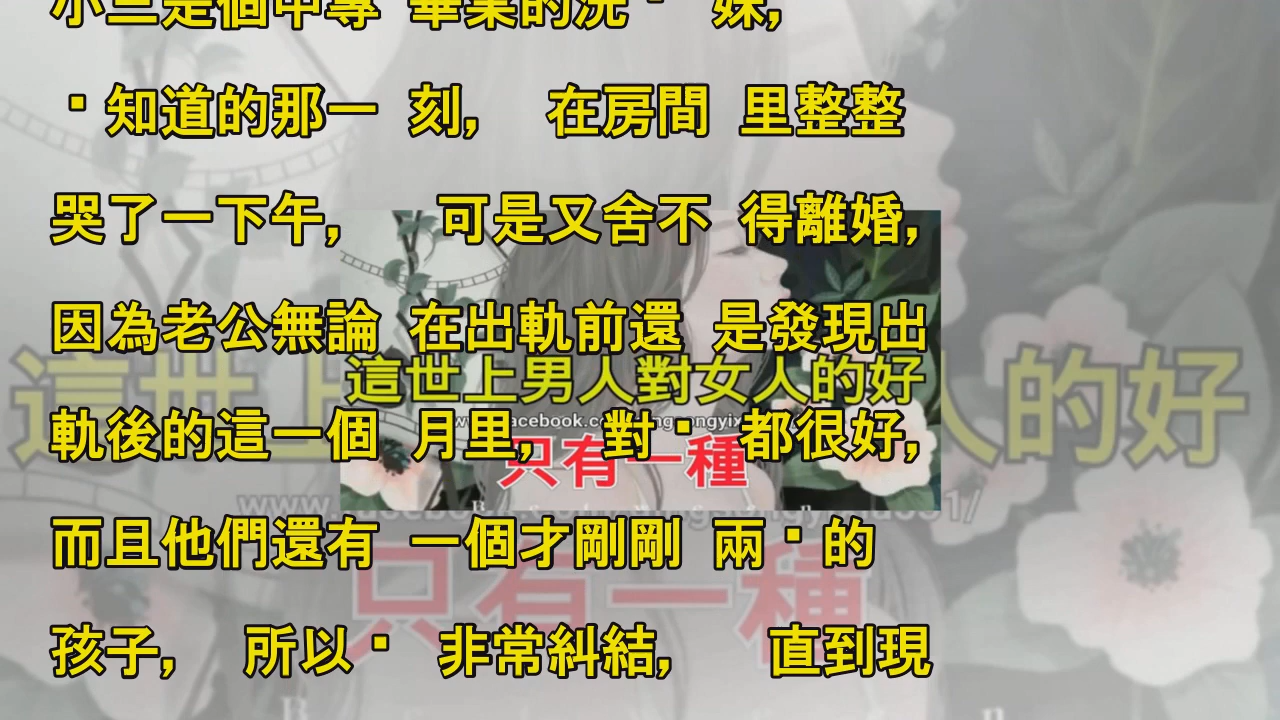 小三是個中專 畢業的洗▪ 妹,
▪知道的那一 刻, 在房間 里整整
哭了一下午, 可是又舍不 得離婚,
因為老公無論 在出軌前還 是發現出
這世上男人對女人的好
軌後的這一個 月里, 對▪ 都很好,
只有一種
而且他們還有 一個才剛剛 兩▪的
孩子, 所以▪ 非常糾結, 直到現